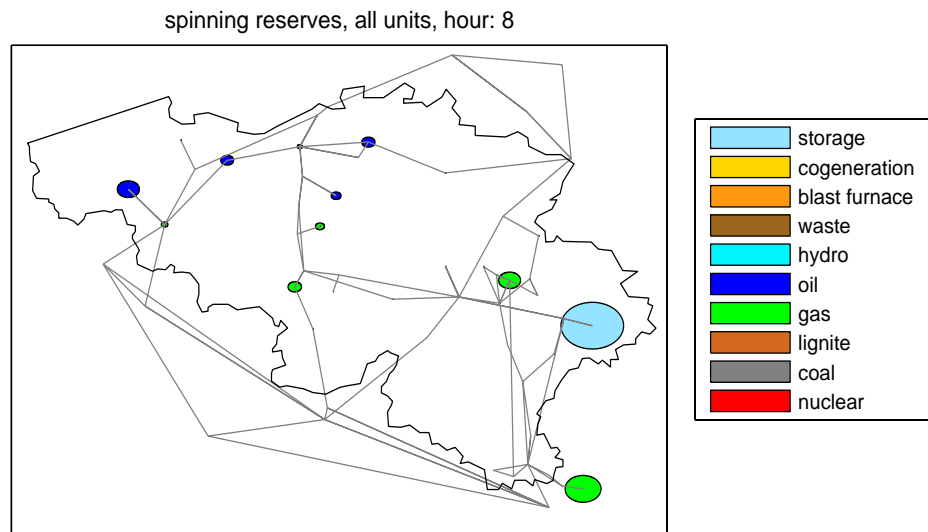 spinning reserves, all units, hour: 8
storage
cogeneration
blast furnace
waste
hydro
oil
gas
lignite
coal
nuclear